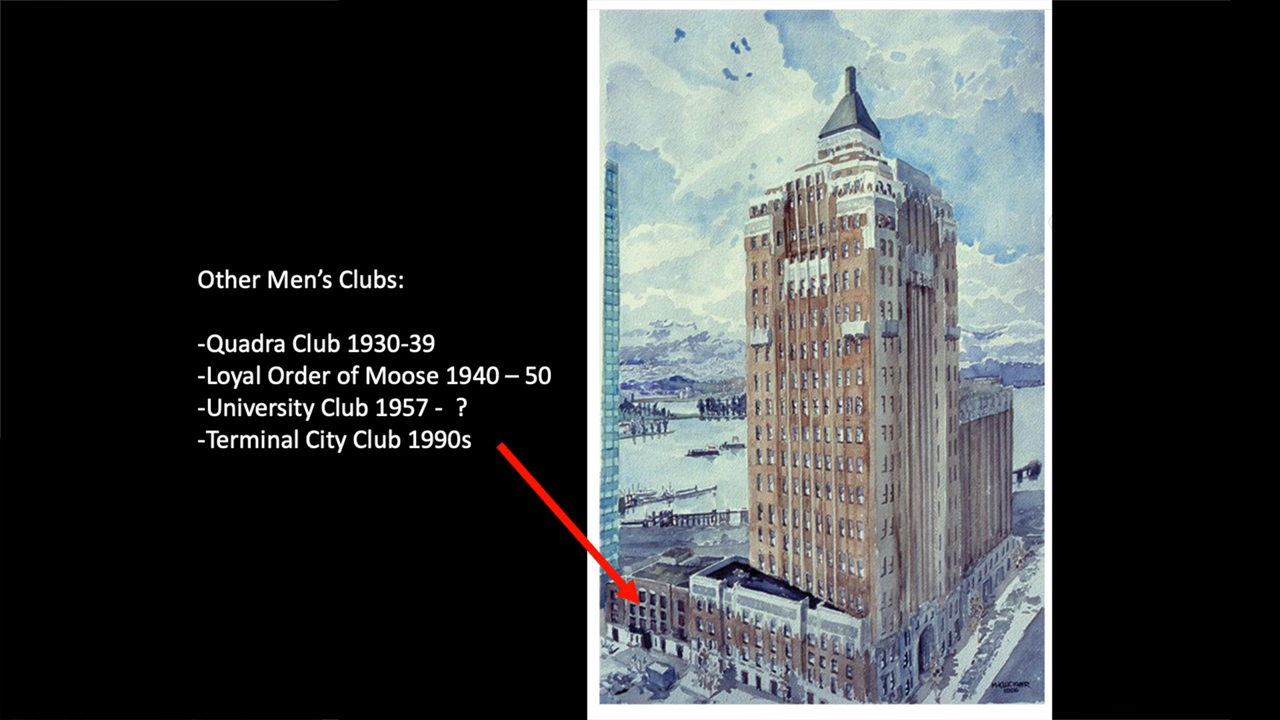 Other Men’s Clubs:
-Quadra Club 1930-39
-Loyal Order of Moose 1940 – 50
-University Club 1957 -  ?
-Terminal City Club 1990s